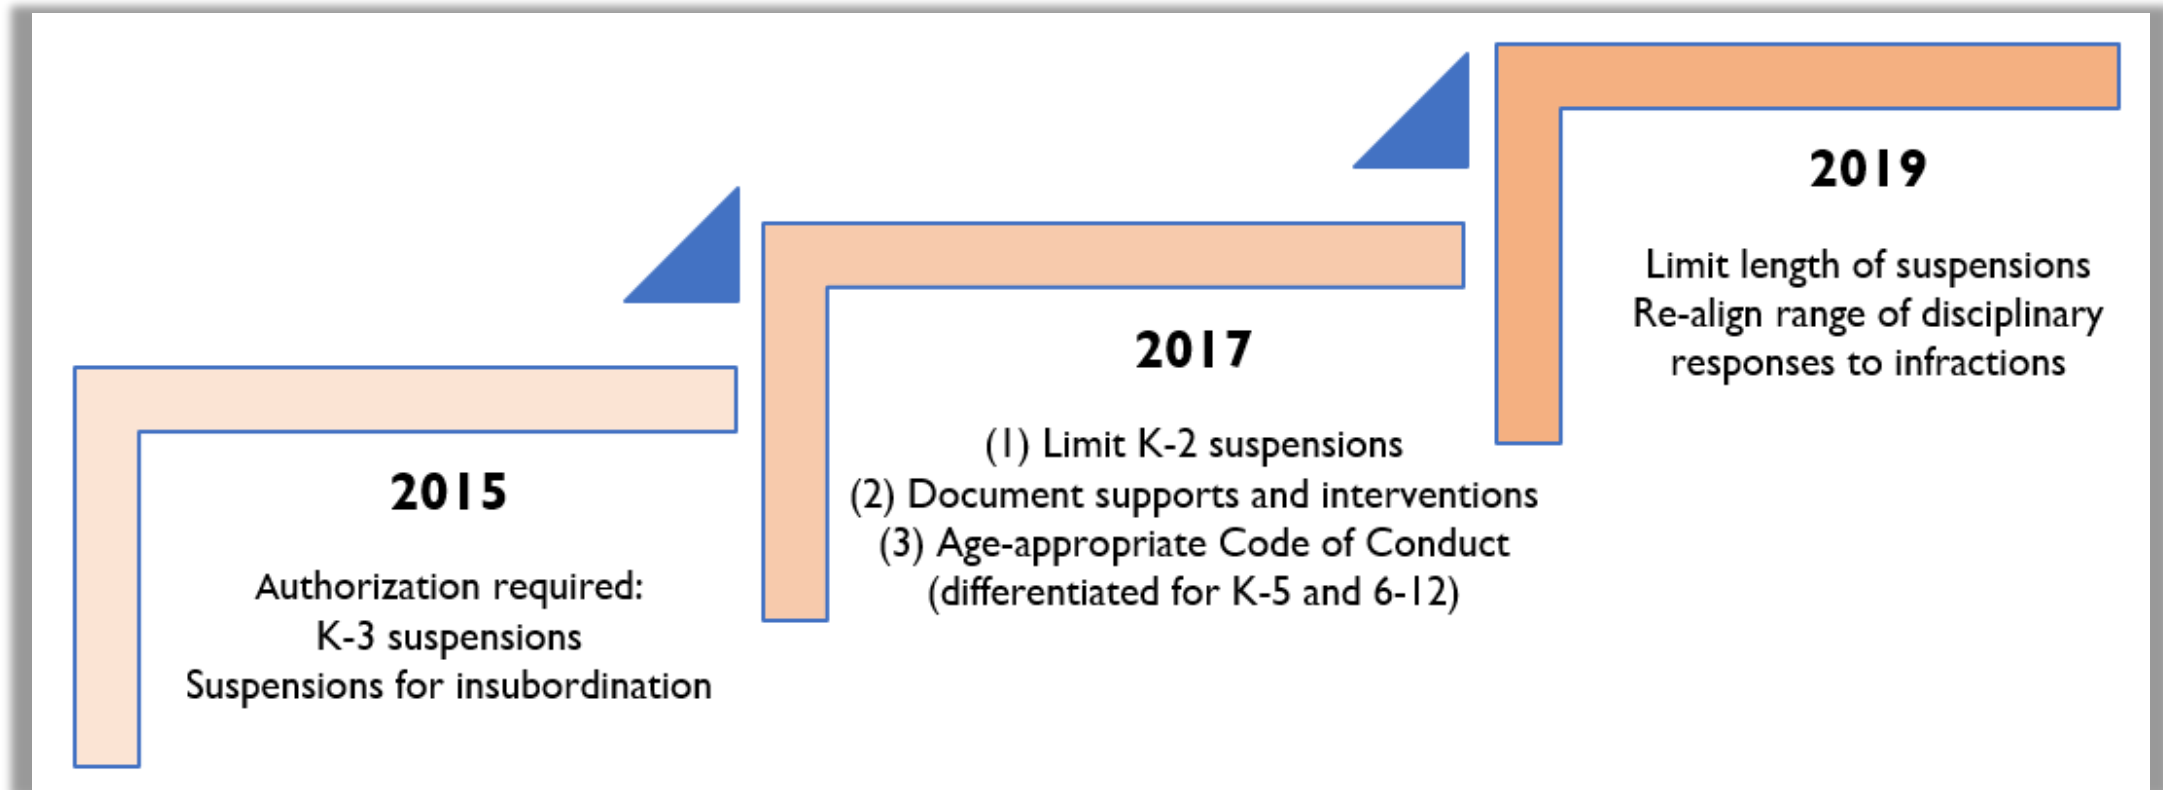 2015
Authorization required:
K-3 suspensions
Suspensions for insubordination
2017
(1) Limit K-2 suspensions
(2) Document supports and interventions
(3) Age-appropriate Code of Conduct
(differentiated for K-5 and 6-12)
2019
Limit length of suspensions
Re-align range of disciplinary
responses to infractions